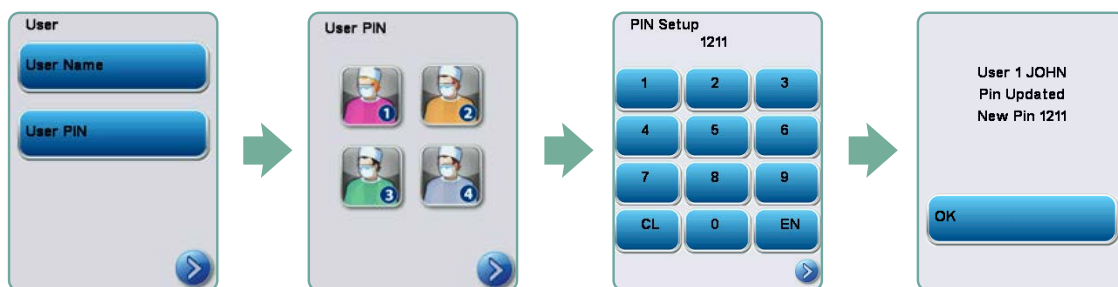 User
User Name
User PIN
User PIN
1
2
3
4
PIN Setup
1211
1 2 3
4 5 6
7 8 9
CL 0 EN
User 1 JOHN
Pin Updated
New Pin 1211
OK